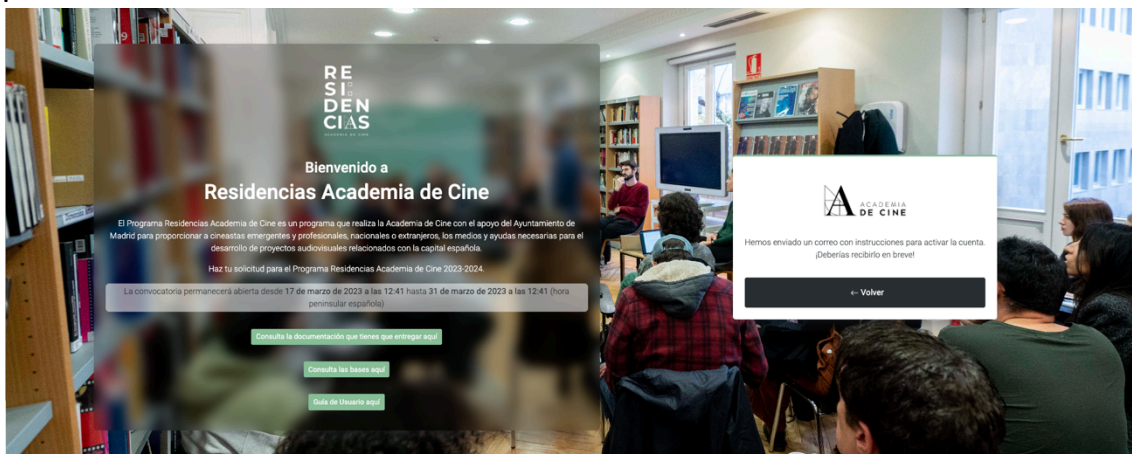 RE
SI
DEN
CIAS
ACADEMIA DE CINE
Bienvenido a
Residencias Academia de Cine
El Programa Residencias Academia de Cine es un programa que realiza la Academia de Cine con el apoyo del Ayuntamiento de
Madrid para proporcionar a cineastas emergentes y profesionales, nacionales o extranjeros, los medios y ayudas necesarias para el
desarrollo de proyectos audiovisuales relacionados con la capital española.
Haz tu solicitud para el Programa Residencias Academia de Cine 2023-2024.
La convocatoria permanecerá abierta desde 17 de marzo de 2023 a las 12:41 hasta 31 de marzo de 2023 a las 12:41 (hora
peninsular española)
Consulta la documentación que tienes que entregar aquí
Consulta las bases aquí
Guía de Usuario aquí
ACADEMIA
DE CINE
Hemos enviado un correo con instrucciones para activar la cuenta.
¡Deberías recibirlo en breve!
← Volver